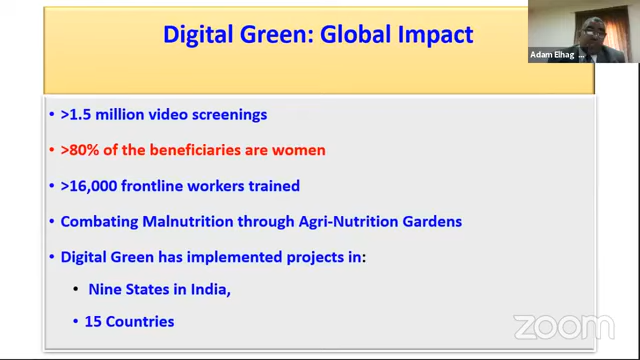 Digital Green: Global Impact
Adam Elhag ...
• >1.5 million video screenings
• >80% of the beneficiaries are women
• >16,000 frontline workers trained
• Combating Malnutrition through Agri-Nutrition Gardens
• Digital Green has implemented projects in:
• Nine States in India,
• 15 Countries
zoom